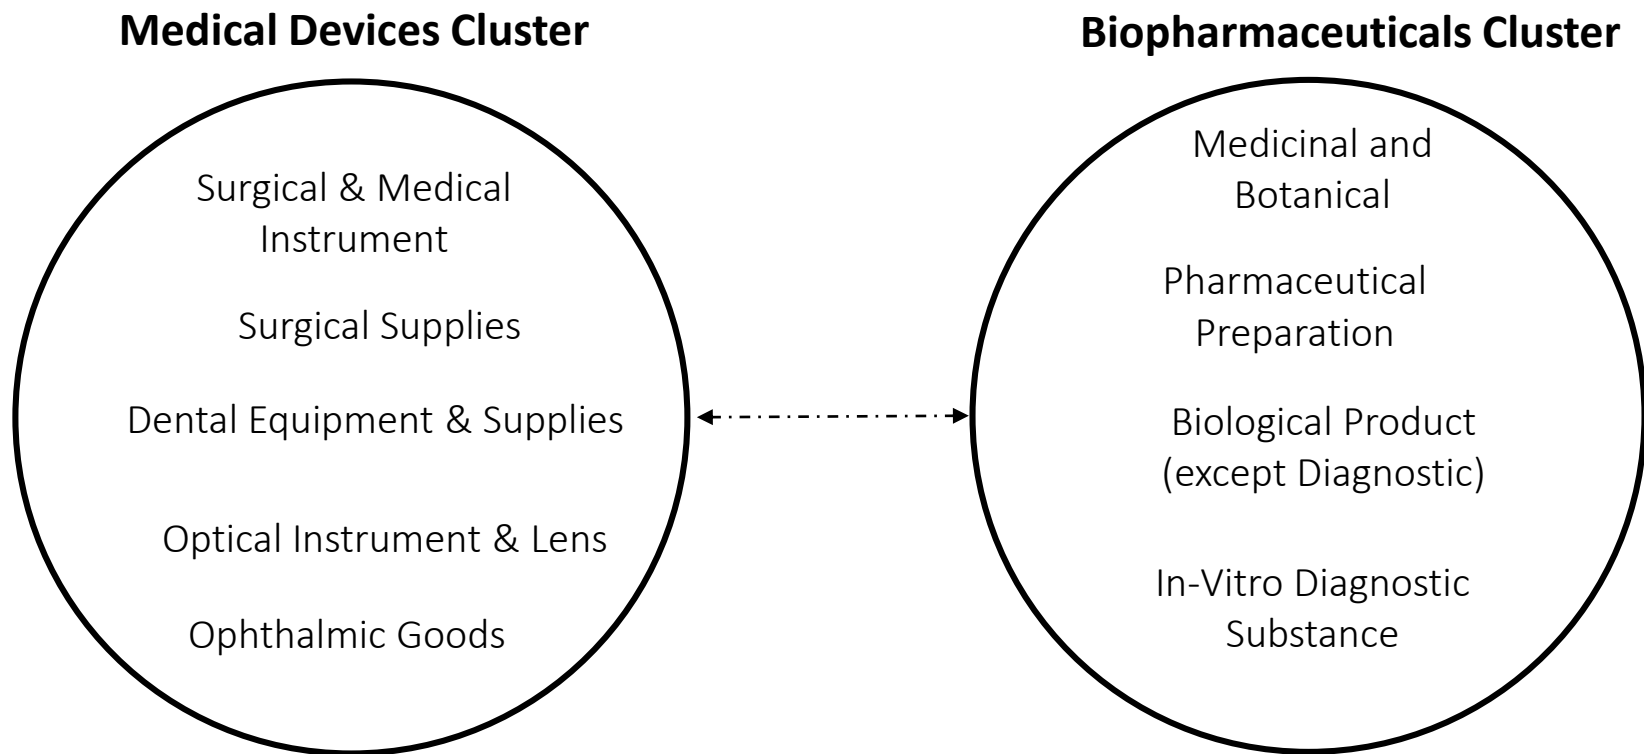 Medical Devices Cluster
Surgical & Medical
Instrument
Surgical Supplies
Dental Equipment & Supplies
Optical Instrument & Lens
Ophthalmic Goods
Biopharmaceuticals Cluster
Medicinal and
Botanical
Pharmaceutical
Preparation
Biological Product
(except Diagnostic)
In-Vitro Diagnostic
Substance